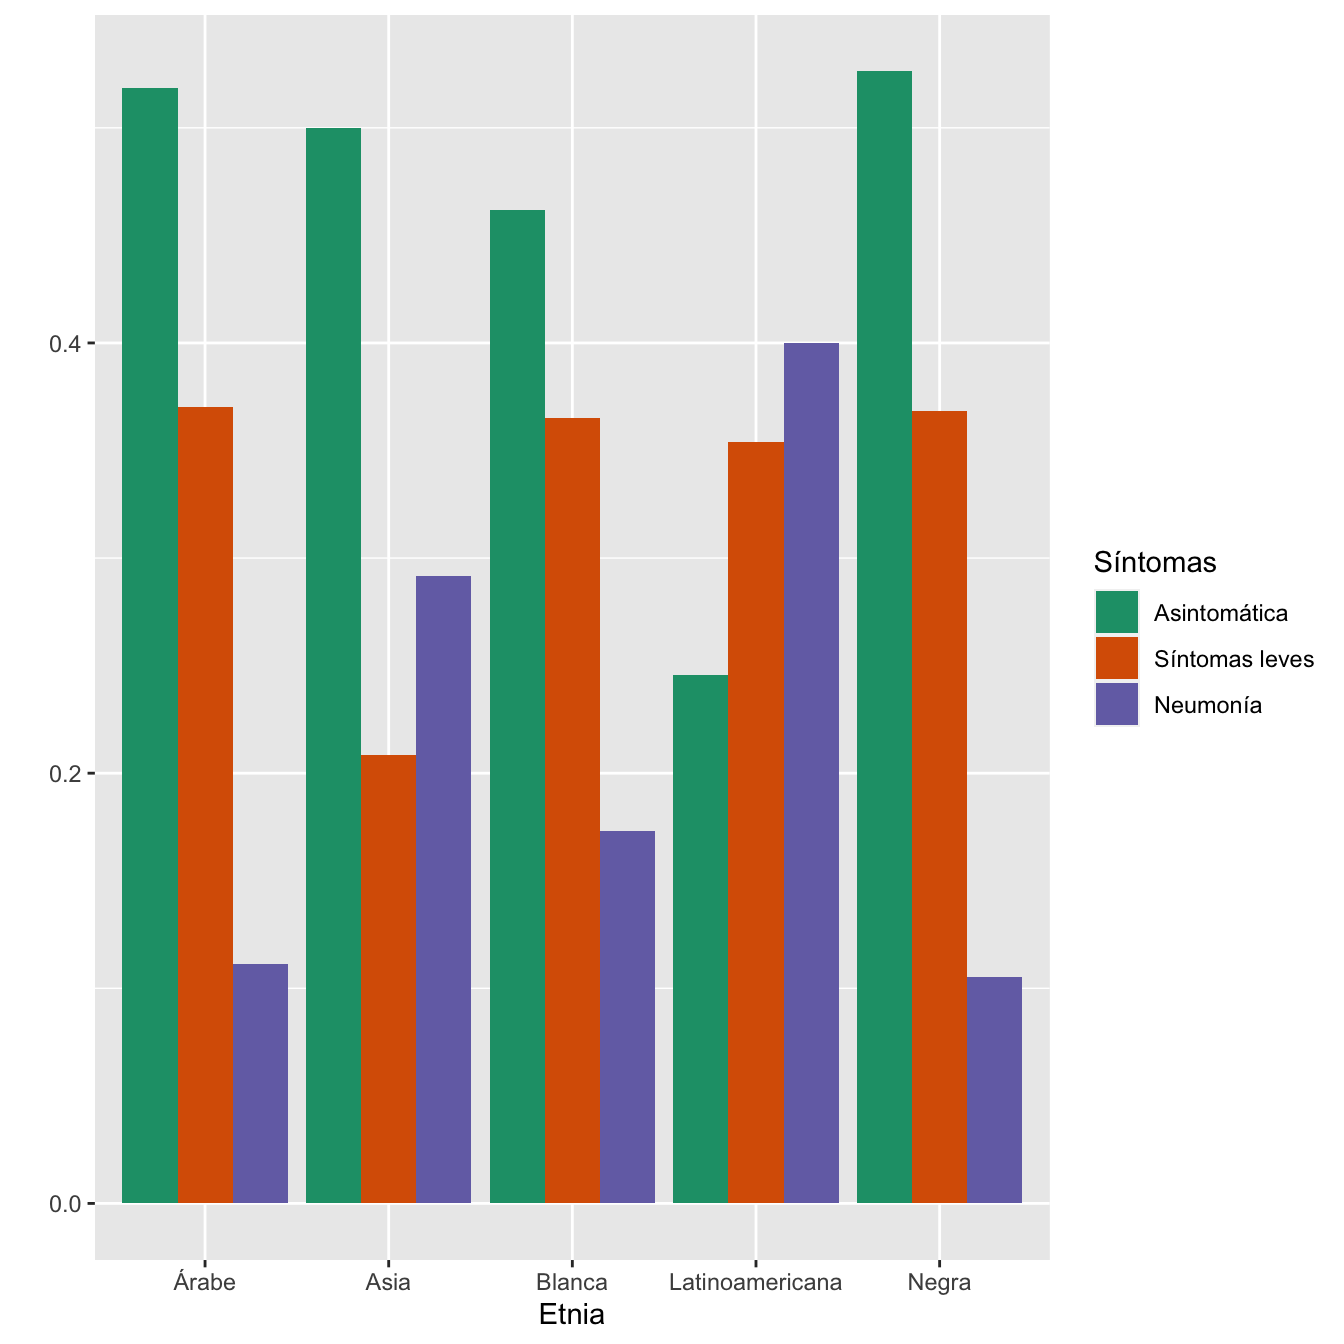 0.4
0.2
0.0
Árabe
Asia
Blanca
Latinoamericana
Negra
Etnia
Síntomas
Asintomática
Síntomas leves
Neumonía